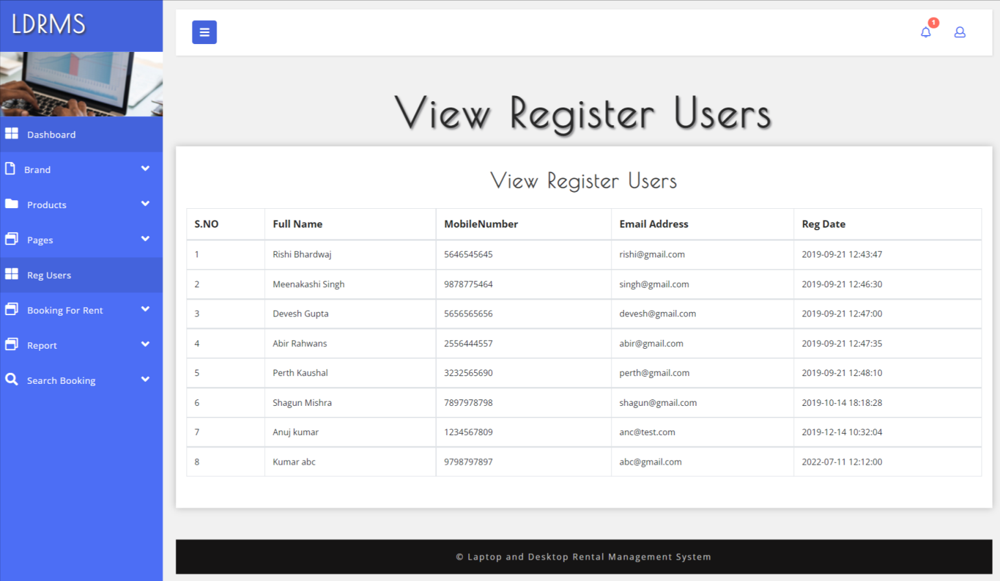 LDRMS
1
Dashboard
Brand
Products
Pages
Reg Users
Booking For Rent
Report
Search Booking
View Register Users
View Register Users
S.NO Full Name MobileNumber Email Address Reg Date
1 Rishi Bhardwaj 5646545645 rishi@gmail.com 2019-09-21 12:43:47
2 Meenakashi Singh 9878775464 singh@gmail.com 2019-09-21 12:46:30
3 Devesh Gupta 5656565656 devesh@gmail.com 2019-09-21 12:47:00
4 Abir Rahwans 2556444557 abir@gmail.com 2019-09-21 12:47:35
5 Perth Kaushal 3232565690 perth@gmail.com 2019-09-21 12:48:10
6 Shagun Mishra 7897978798 shagun@gmail.com 2019-10-14 18:18:28
7 Anuj kumar 1234567809 anc@test.com 2019-12-14 10:32:04
8 Kumar abc 9798797897 abc@gmail.com 2022-07-11 12:12:00
© Laptop and Desktop Rental Management System